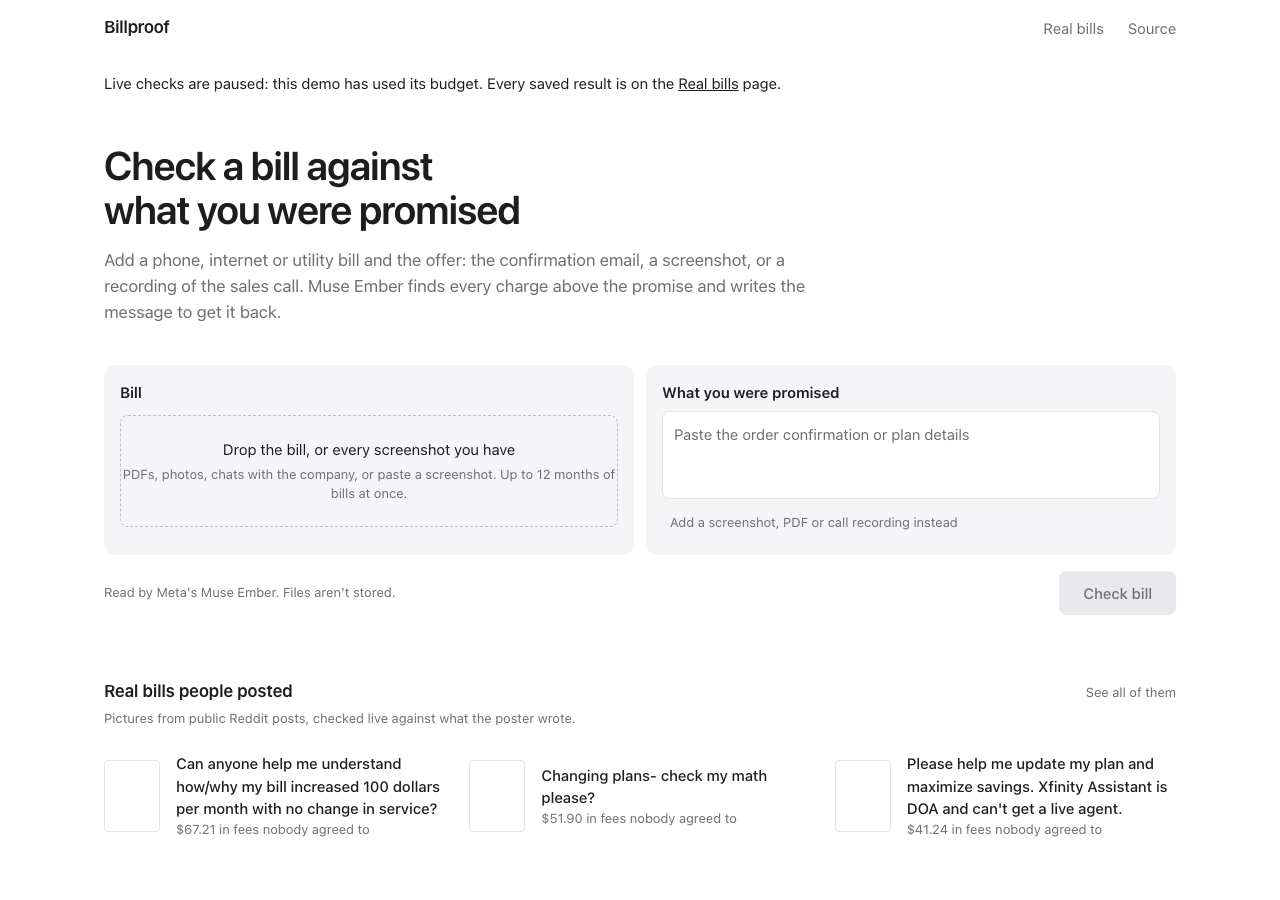 Billproof
Real bills
Source
Live checks are paused: this demo has used its budget. Every saved result is on the Real bills page.
Check a bill against
what you were promised
Add a phone, internet or utility bill and the offer: the confirmation email, a screenshot, or a
recording of the sales call. Muse Ember finds every charge above the promise and writes the
message to get it back.
Bill
Drop the bill, or every screenshot you have
PDFs, photos, chats with the company, or paste a screenshot. Up to 12 months of
bills at once.
What you were promised
Paste the order confirmation or plan details
Add a screenshot, PDF or call recording instead
Read by Meta's Muse Ember. Files aren't stored.
Check bill
Real bills people posted
See all of them
Pictures from public Reddit posts, checked live against what the poster wrote.
Can anyone help me understand
how/why my bill increased 100 dollars
per month with no change in service?
$67.21 in fees nobody agreed to
Changing plans- check my math
please?
$51.90 in fees nobody agreed to
Please help me update my plan and
maximize savings. Xfinity Assistant is
DOA and can't get a live agent.
$41.24 in fees nobody agreed to